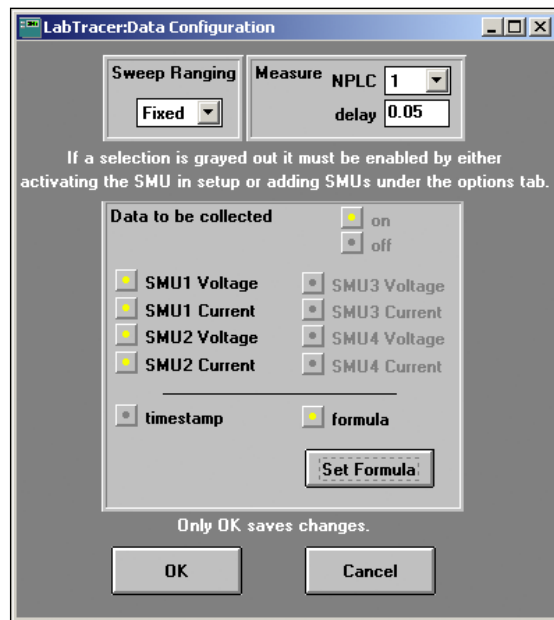 LabTracer:Data Configuration
Sweep Ranging
Fixed
Measure NPLC 1
delay 0.05
If a selection is grayed out it must be enabled by either
activating the SMU in setup or adding SMUs under the options tab.
Data to be collected
on
off
SMU1 Voltage
SMU1 Current
SMU2 Voltage
SMU2 Current
SMU3 Voltage
SMU3 Current
SMU4 Voltage
SMU4 Current
timestamp
formula
Set Formula
Only OK saves changes.
OK
Cancel